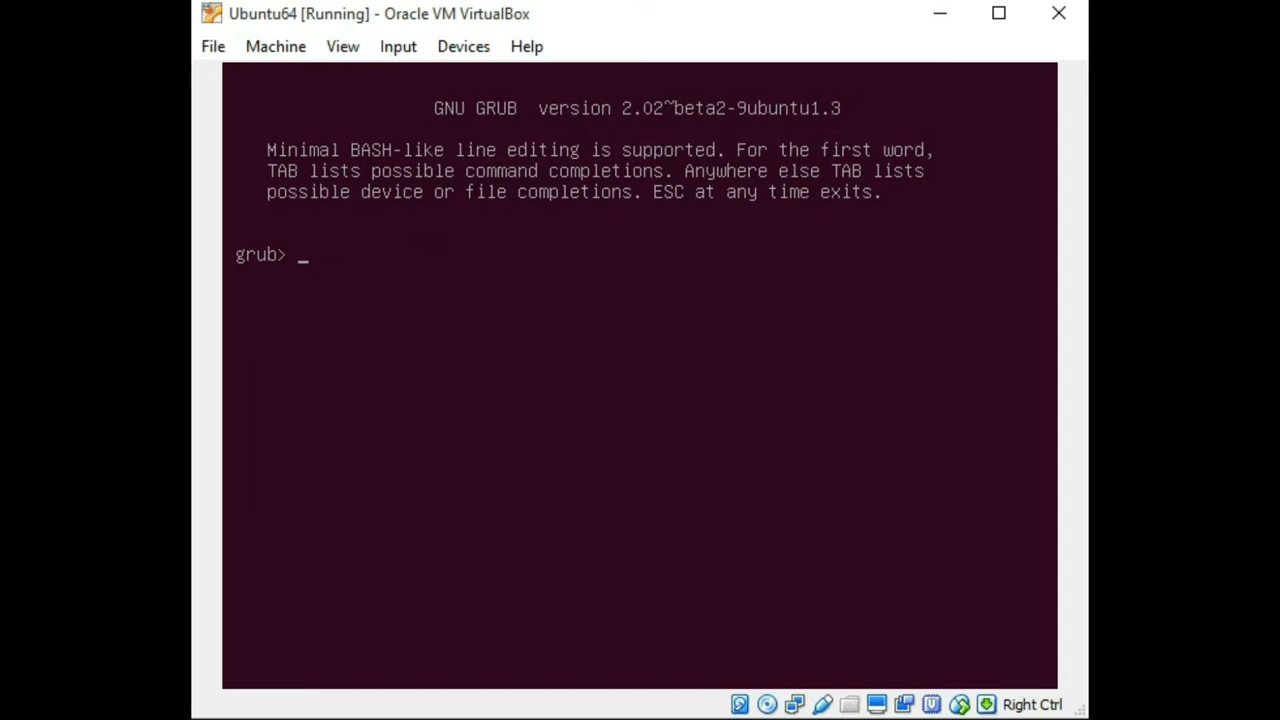 Ubuntu64 [Running] - Oracle VM VirtualBox
File Machine View Input Devices Help
GNU GRUB version 2.02~beta2-9ubuntu1.3
Minimal BASH-like line editing is supported. For the first word,
TAB lists possible command completions. Anywhere else TAB lists
possible device or file completions. ESC at any time exits.
grub> _
Right Ctrl